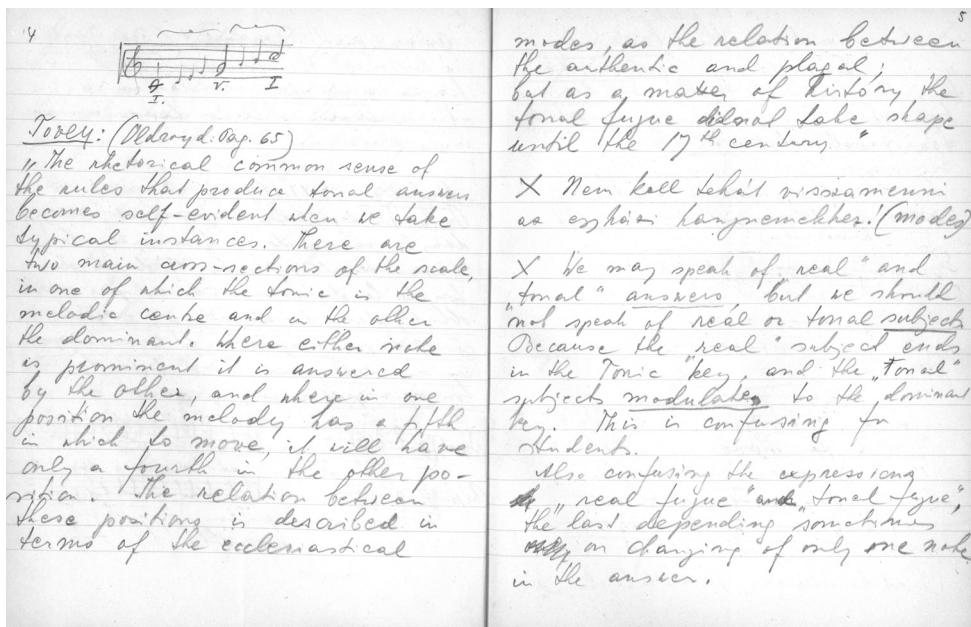 4
I. V. I
Tovey: (Oldroyd. Pag. 65)
„The rhetorical common sense of
the rules that produce tonal answers
becomes self-evident when we take
typical instances. There are
two main cross-sections of the scale,
in one of which the tonic is the
melodic centre and in the other
the dominant. Where either note
is prominent it is answered
by the other, and where in one
position the melody has a fifth
in which to move, it will have
only a fourth in the other po-
sition. The relation between
these positions is described in
terms of the ecclesiastical
5
modes, as the relation between
the authentic and plagal;
but as a matter of history the
tonal fugue did not take shape
until the 17th century"
X Nem kell tehát visszamenni
az egyházi hangnemekhez! (modes)
X We may speak of „real" and
„tonal" answers, but we should
not speak of real or tonal subjects
Because the „real" subject ends
in the Tonic key, and the „Tonal"
subjects modulates to the dominant
key. This is confusing for
students.
Also confusing the expressions
„real fugue" and „tonal fugue",
the last depending sometimes
on changing of only one note
in the answer.